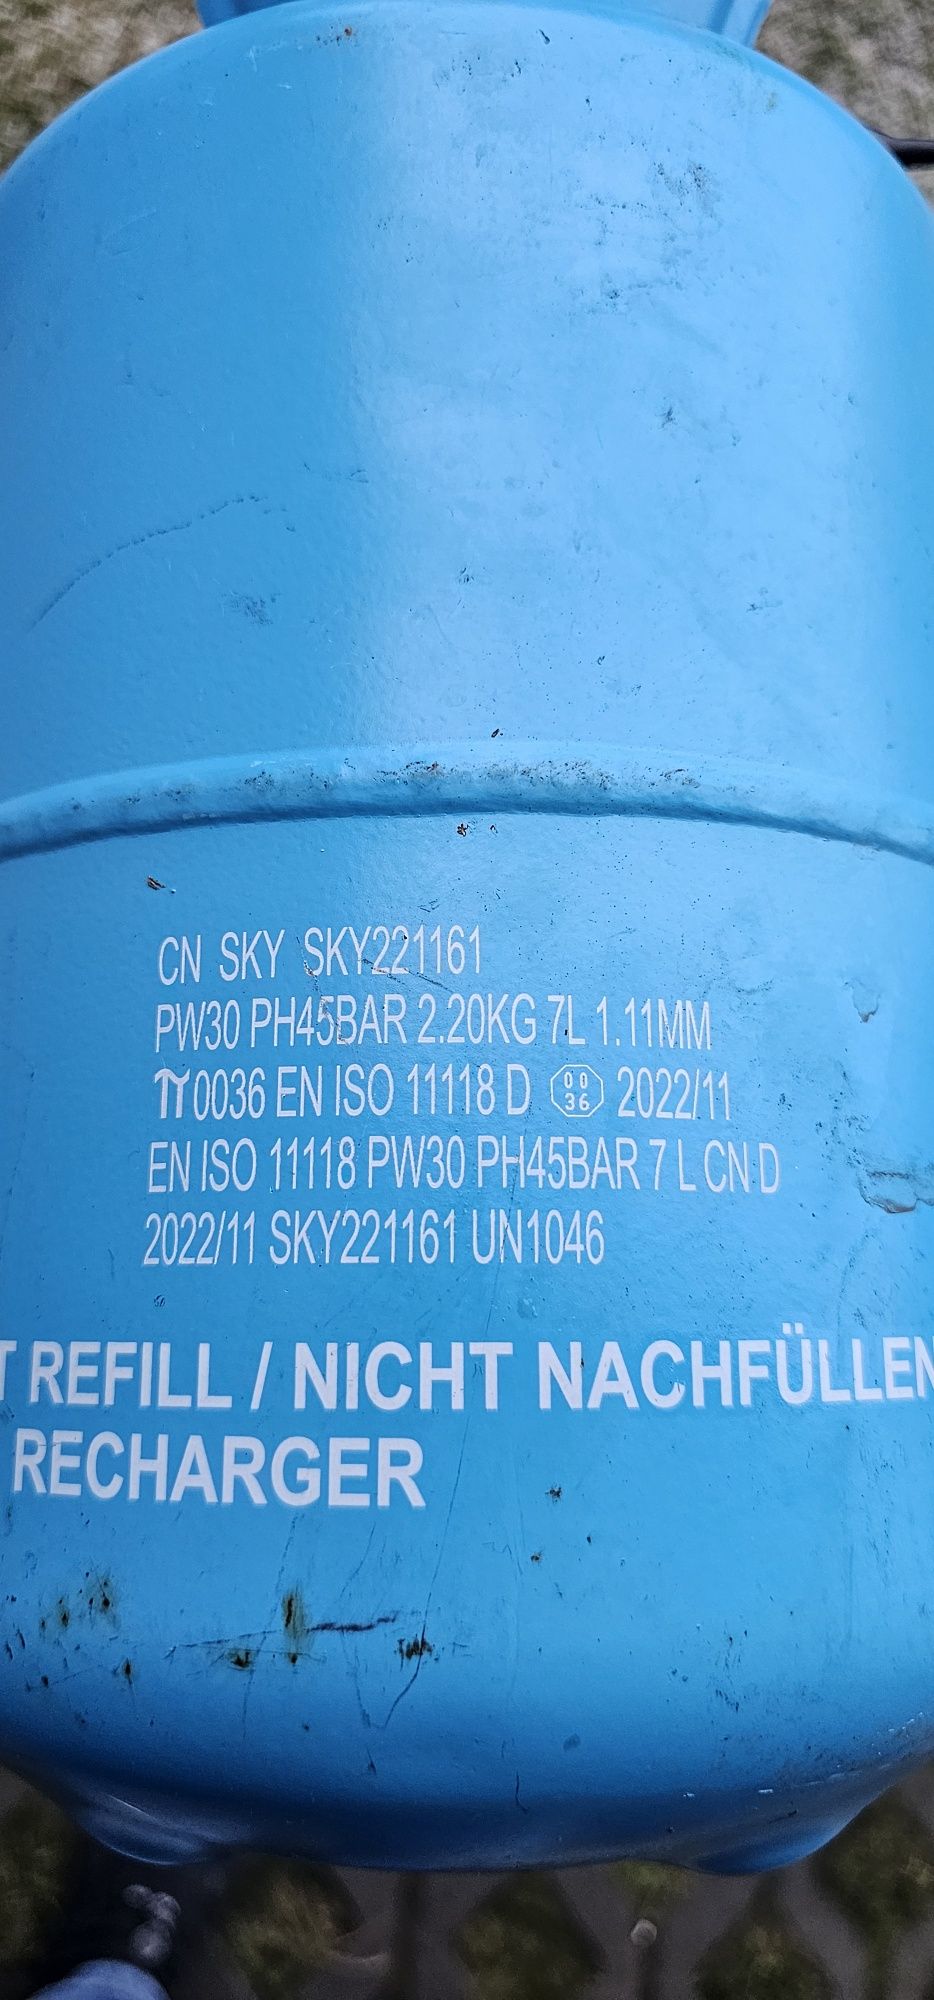 CN SKY SKY221161
PW30 PH45BAR 2.20KG 7L 1.11MM
π0036 EN ISO 11118 D 0036 2022/11
EN ISO 11118 PW30 PH45BAR 7 L CN D
2022/11 SKY221161 UN1046
T REFILL / NICHT NACHFÜLLEN
RECHARGER